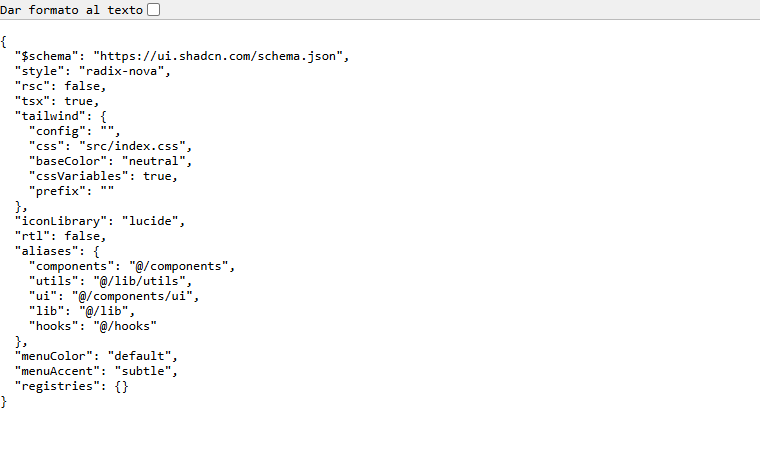 Dar formato al texto
{
  "$schema": "https://ui.shadcn.com/schema.json",
  "style": "radix-nova",
  "rsc": false,
  "tsx": true,
  "tailwind": {
    "config": "",
    "css": "src/index.css",
    "baseColor": "neutral",
    "cssVariables": true,
    "prefix": ""
  },
  "iconLibrary": "lucide",
  "rtl": false,
  "aliases": {
    "components": "@/components",
    "utils": "@/lib/utils",
    "ui": "@/components/ui",
    "lib": "@/lib",
    "hooks": "@/hooks"
  },
  "menuColor": "default",
  "menuAccent": "subtle",
  "registries": {}
}